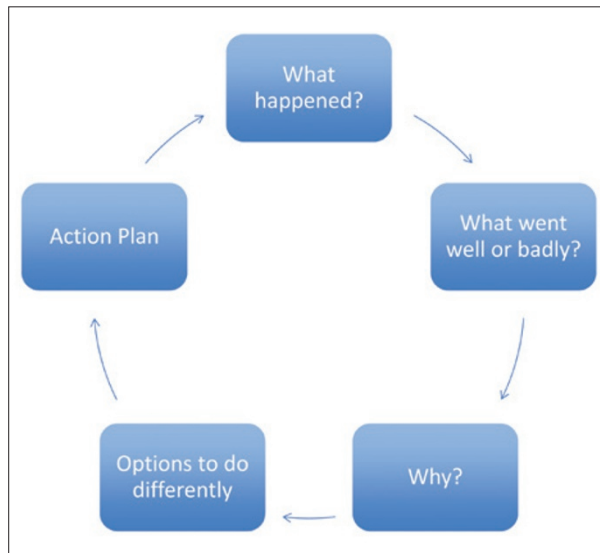 What
happened?
What went
well or badly?
Why?
Options to do
differently
Action Plan